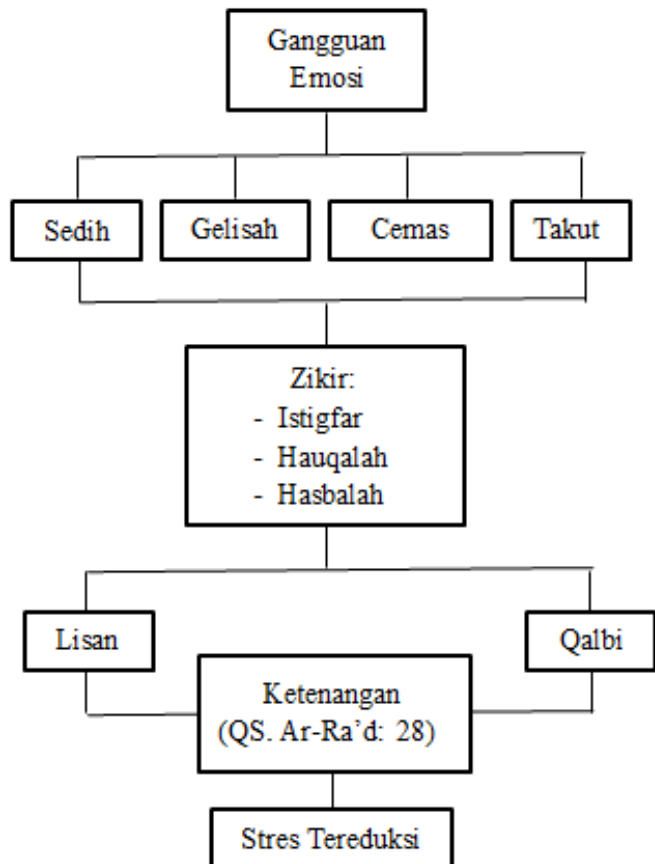 Gangguan
Emosi
Sedih
Gelisah
Cemas
Takut
Zikir:
- Istigfar
- Hauqalah
- Hasbalah
Lisan
Qalbi
Ketenangan
(QS. Ar-Ra’d: 28)
Stres Tereduksi